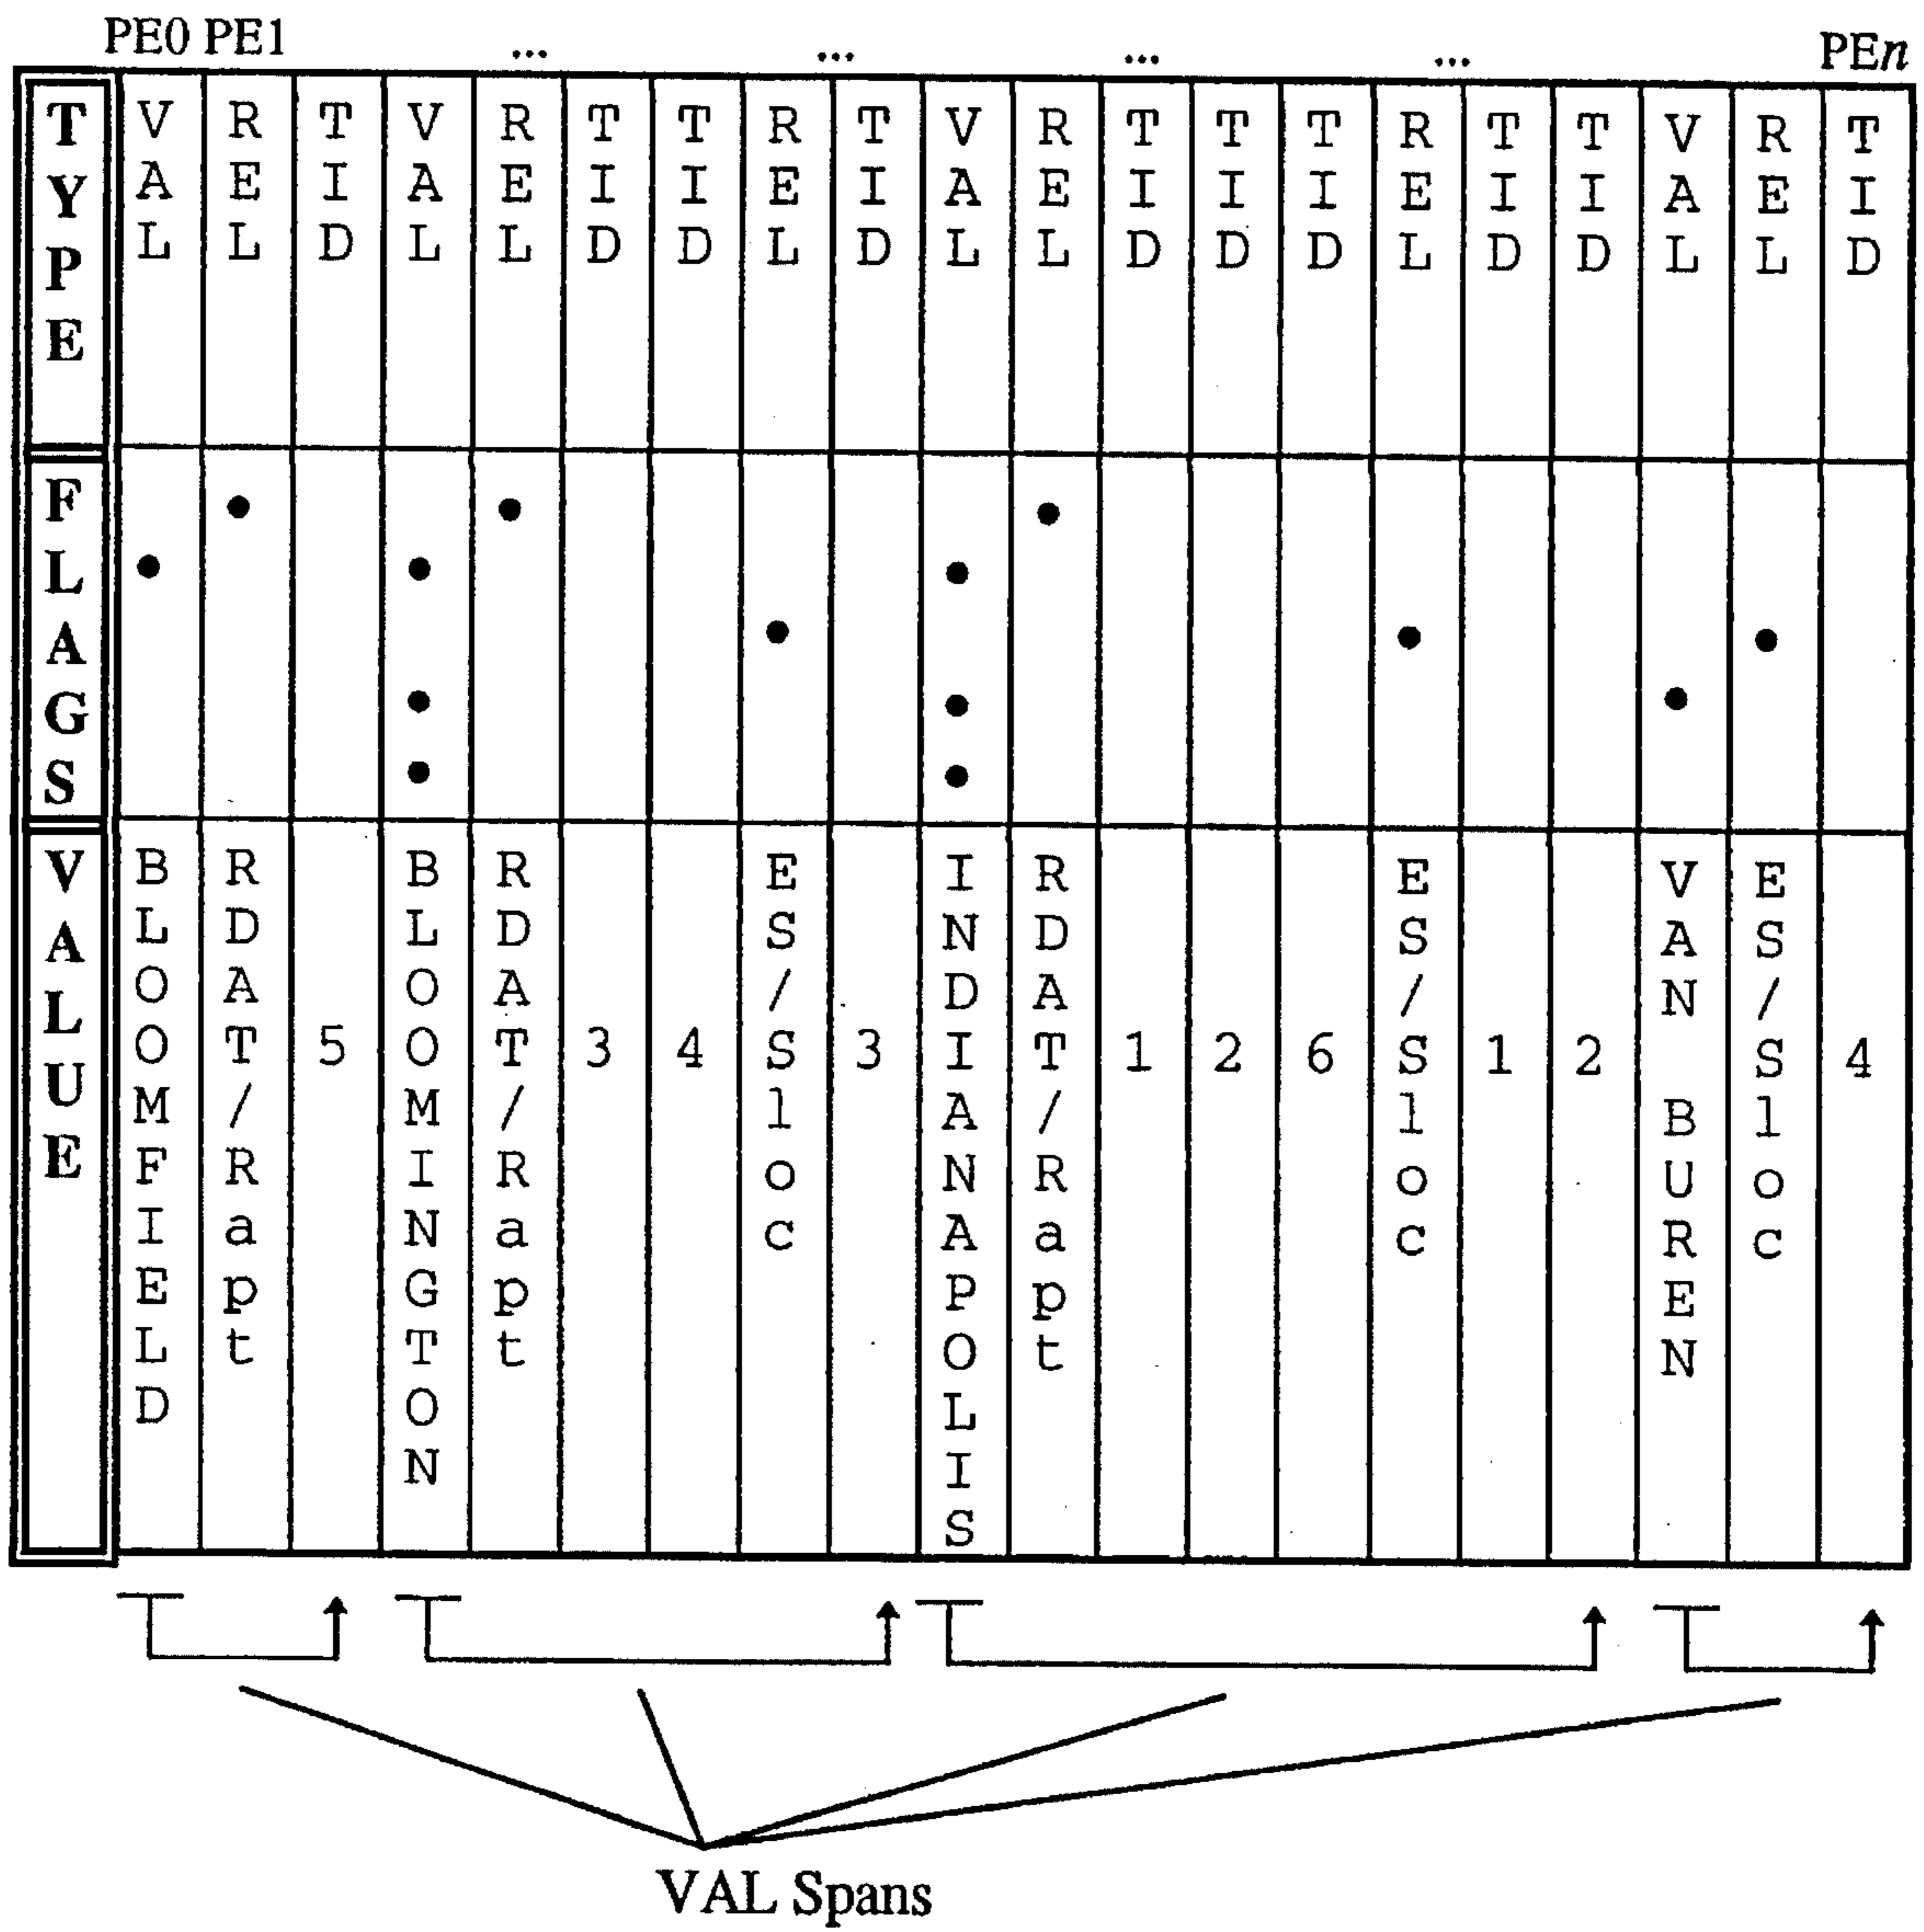 PE0 PE1 ... ... ... ... PEn
TYPE VAL REL TID VAL REL TID TID REL TID VAL REL TID TID TID REL TID TID VAL REL TID
FLAGS • • • • • • • • • • • • • • •
VALUE BLOOMFIELD RDAT/Rapt 5 BLOOMINGTON RDAT/Rapt 3 4 ES/Sloc 3 INDIANAPOLIS RDAT/Rapt 1 2 6 ES/Sloc 1 2 VAN BUREN ES/Sloc 4
VAL Spans